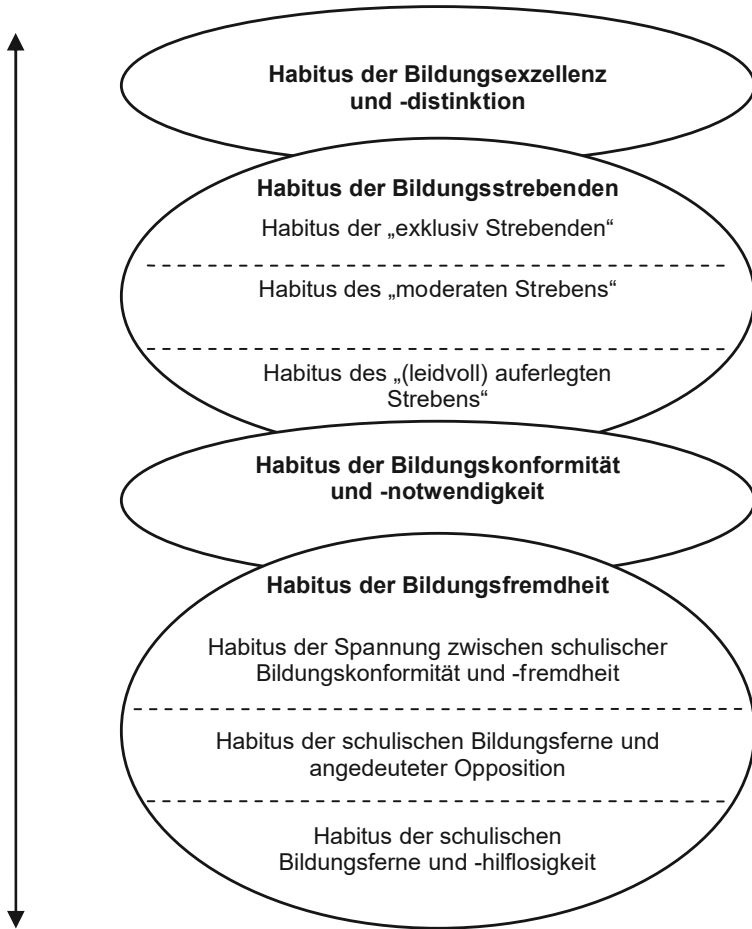 Habitus der Bildungsexzellenz
und -distinktion
Habitus der Bildungsstrebenden
Habitus der „exklusiv Strebenden“
Habitus des „moderaten Strebens“
Habitus des „(leidvoll) auferlegten
Strebens“
Habitus der Bildungskonformität
und -notwendigkeit
Habitus der Bildungsfremdheit
Habitus der Spannung zwischen schulischer
Bildungskonformität und -fremdheit
Habitus der schulischen Bildungsferne und
angedeuteter Opposition
Habitus der schulischen
Bildungsferne und -hilflosigkeit